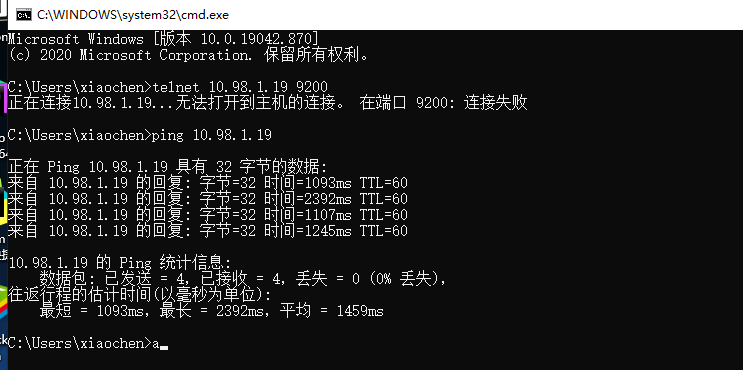 C:\WINDOWS\system32\cmd.exe
Microsoft Windows [版本 10.0.19042.870]
(c) 2020 Microsoft Corporation. 保留所有权利。
C:\Users\xiaochen>telnet 10.98.1.19 9200
正在连接10.98.1.19...无法打开到主机的连接。 在端口 9200: 连接失败
C:\Users\xiaochen>ping 10.98.1.19
正在 Ping 10.98.1.19 具有 32 字节的数据:
来自 10.98.1.19 的回复: 字节=32 时间=1093ms TTL=60
来自 10.98.1.19 的回复: 字节=32 时间=2392ms TTL=60
来自 10.98.1.19 的回复: 字节=32 时间=1107ms TTL=60
来自 10.98.1.19 的回复: 字节=32 时间=1245ms TTL=60
10.98.1.19 的 Ping 统计信息:
数据包: 已发送 = 4, 已接收 = 4, 丢失 = 0 (0% 丢失),
往返行程的估计时间(以毫秒为单位):
最短 = 1093ms, 最长 = 2392ms, 平均 = 1459ms
C:\Users\xiaochen>a